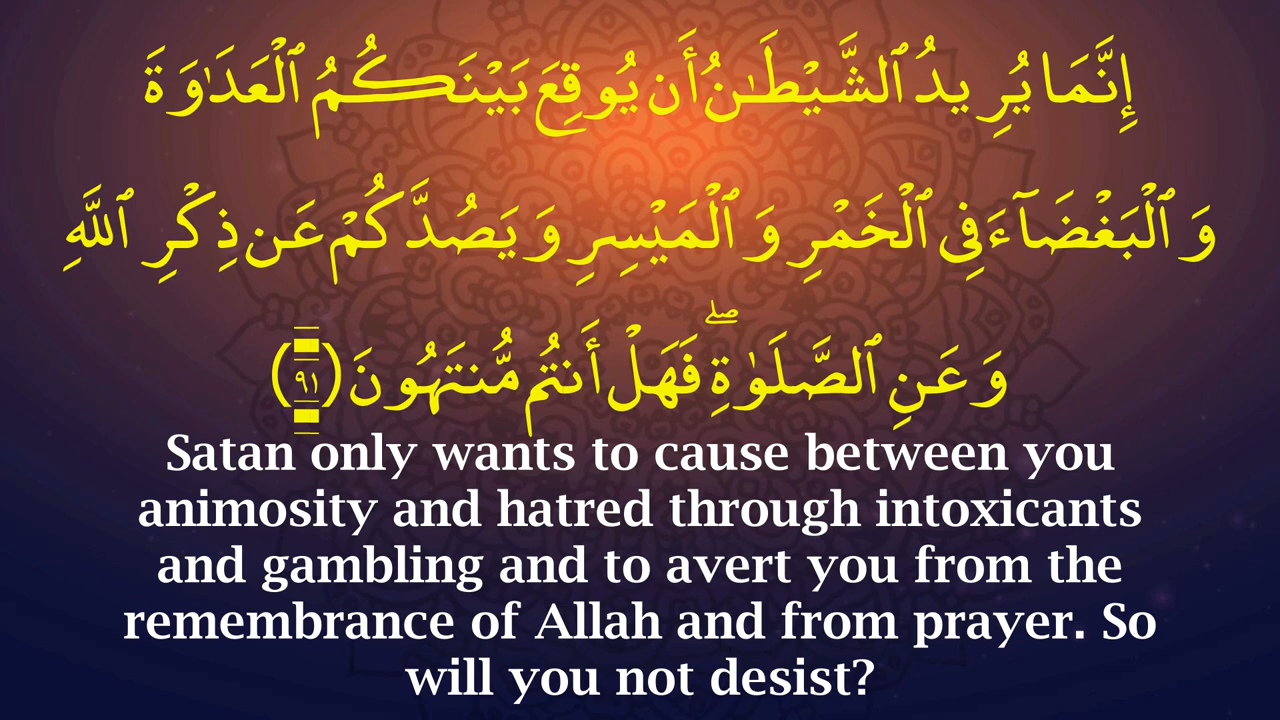 إِنَّمَا يُرِيدُ ٱلشَّيْطَـٰنُ أَن يُوقِعَ بَيْنَكُمُ ٱلْعَدَٰوَةَ
وَٱلْبَغْضَآءَ فِى ٱلْخَمْرِ وَٱلْمَيْسِرِ وَيَصُدَّكُمْ عَن ذِكْرِ ٱللَّهِ
وَعَنِ ٱلصَّلَوٰةِ ۖ فَهَلْ أَنتُم مُّنتَهُونَ (٩١)
Satan only wants to cause between you
animosity and hatred through intoxicants
and gambling and to avert you from the
remembrance of Allah and from prayer. So
will you not desist?